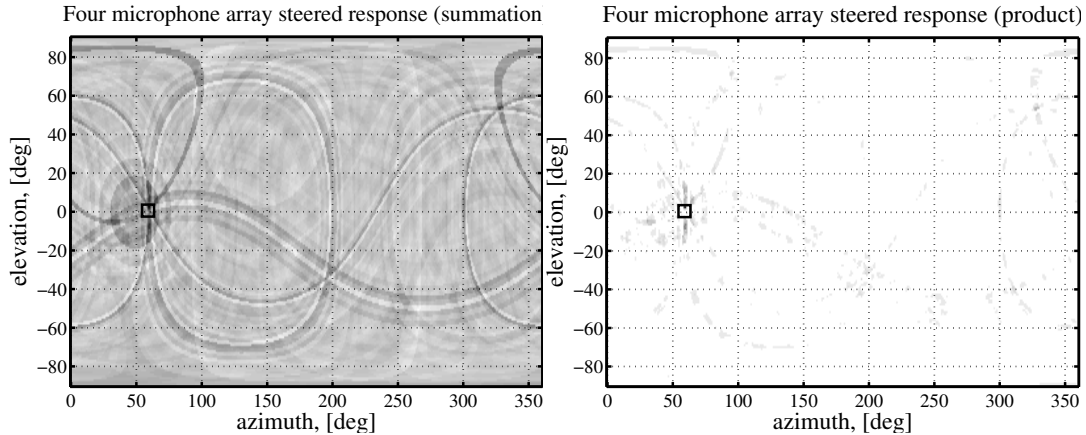 Four microphone array steered response (summation
80
60
40
20
0
−20
−40
−60
−80
elevation, [deg]
0 50 100 150 200 250 300 350
azimuth, [deg]
Four microphone array steered response (product)
80
60
40
20
0
−20
−40
−60
−80
elevation, [deg]
0 50 100 150 200 250 300 350
azimuth, [deg]